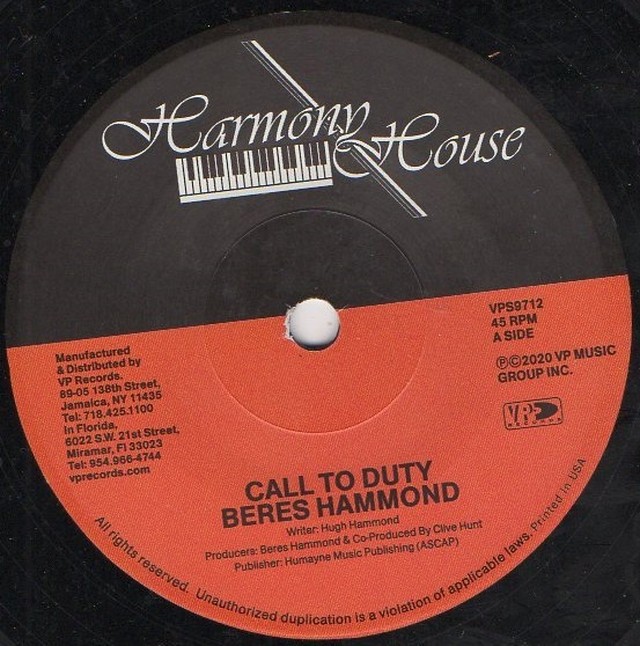 Harmony House
VPS9712
45 RPM
A SIDE
ⓅⒸ2020 VP MUSIC
GROUP INC.
VP
RECORDS
Manufactured
& Distributed by
VP Records.
89-05 138th Street,
Jamaica, NY 11435
Tel: 718.425.1100
In Florida,
6022 S.W. 21st Street,
Miramar, Fl 33023
Tel: 954.966-4744
vprecords.com
CALL TO DUTY
BERES HAMMOND
Writer: Hugh Hammond
Producers: Beres Hammond & Co-Produced By Clive Hunt
Publisher: Humayne Music Publishing (ASCAP)
All rights reserved. Unauthorized duplication is a violation of applicable laws. Printed in USA